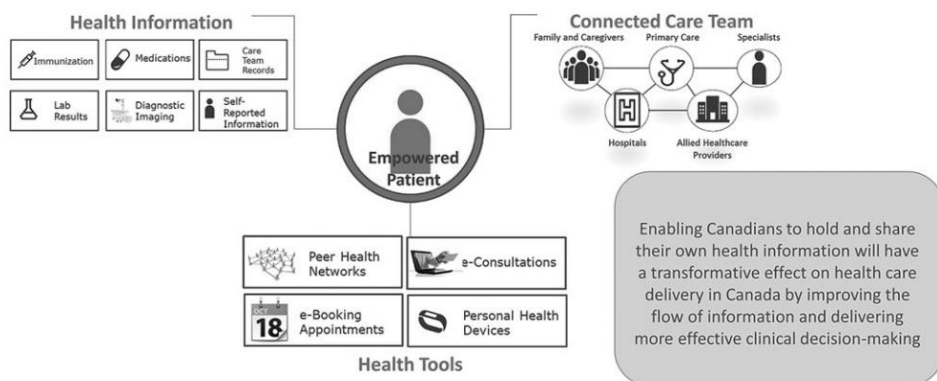 Health Information
Immunization
Medications
Care
Team
Records
Lab
Results
Diagnostic
Imaging
Self-
Reported
Information
Connected Care Team
Family and Caregivers
Primary Care
Specialists
H
Hospitals
Allied Healthcare
Providers
Empowered
Patient
Peer Health
Networks
e-Consultations
OCT
18
e-Booking
Appointments
Personal Health
Devices
Health Tools
Enabling Canadians to hold and share
their own health information will have
a transformative effect on health care
delivery in Canada by improving the
flow of information and delivering
more effective clinical decision-making